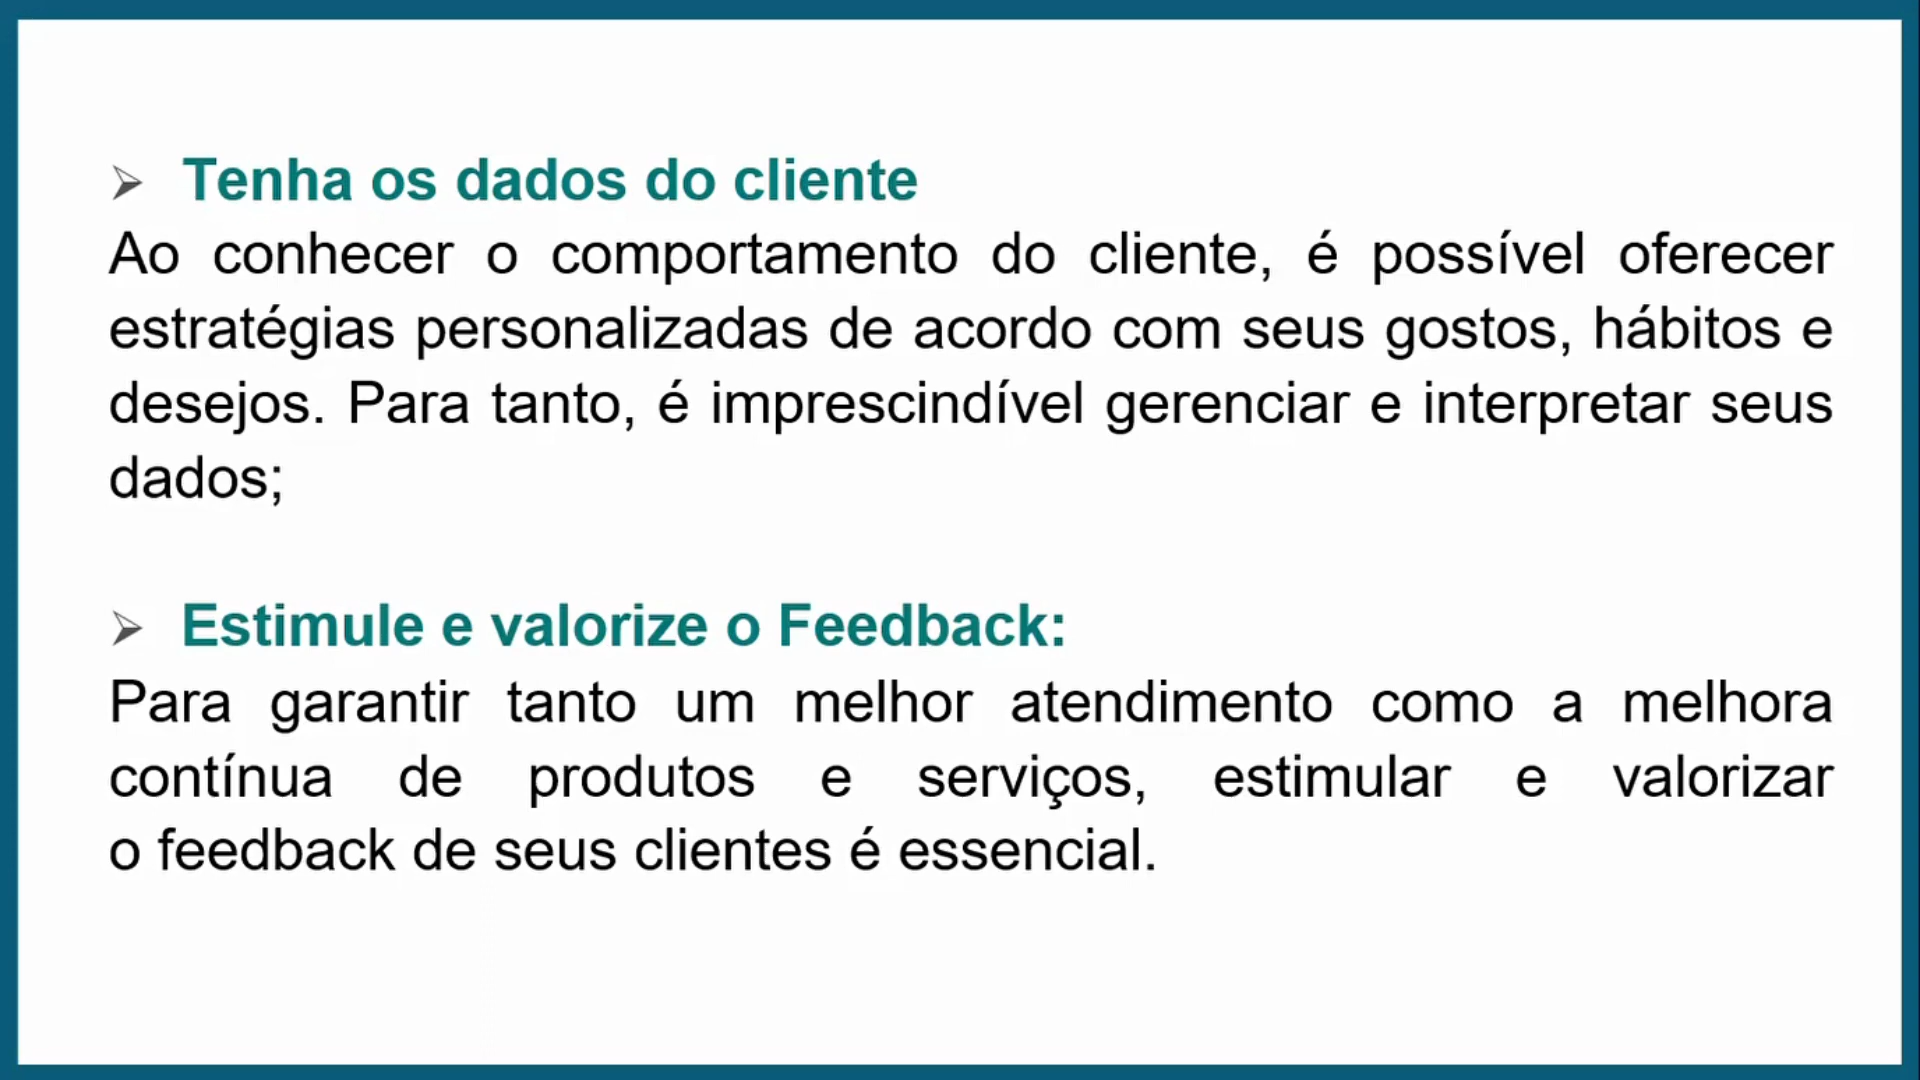 ➢ Tenha os dados do cliente
Ao conhecer o comportamento do cliente, é possível oferecer
estratégias personalizadas de acordo com seus gostos, hábitos e
desejos. Para tanto, é imprescindível gerenciar e interpretar seus
dados;
➢ Estimule e valorize o Feedback:
Para garantir tanto um melhor atendimento como a melhora
contínua de produtos e serviços, estimular e valorizar
o feedback de seus clientes é essencial.